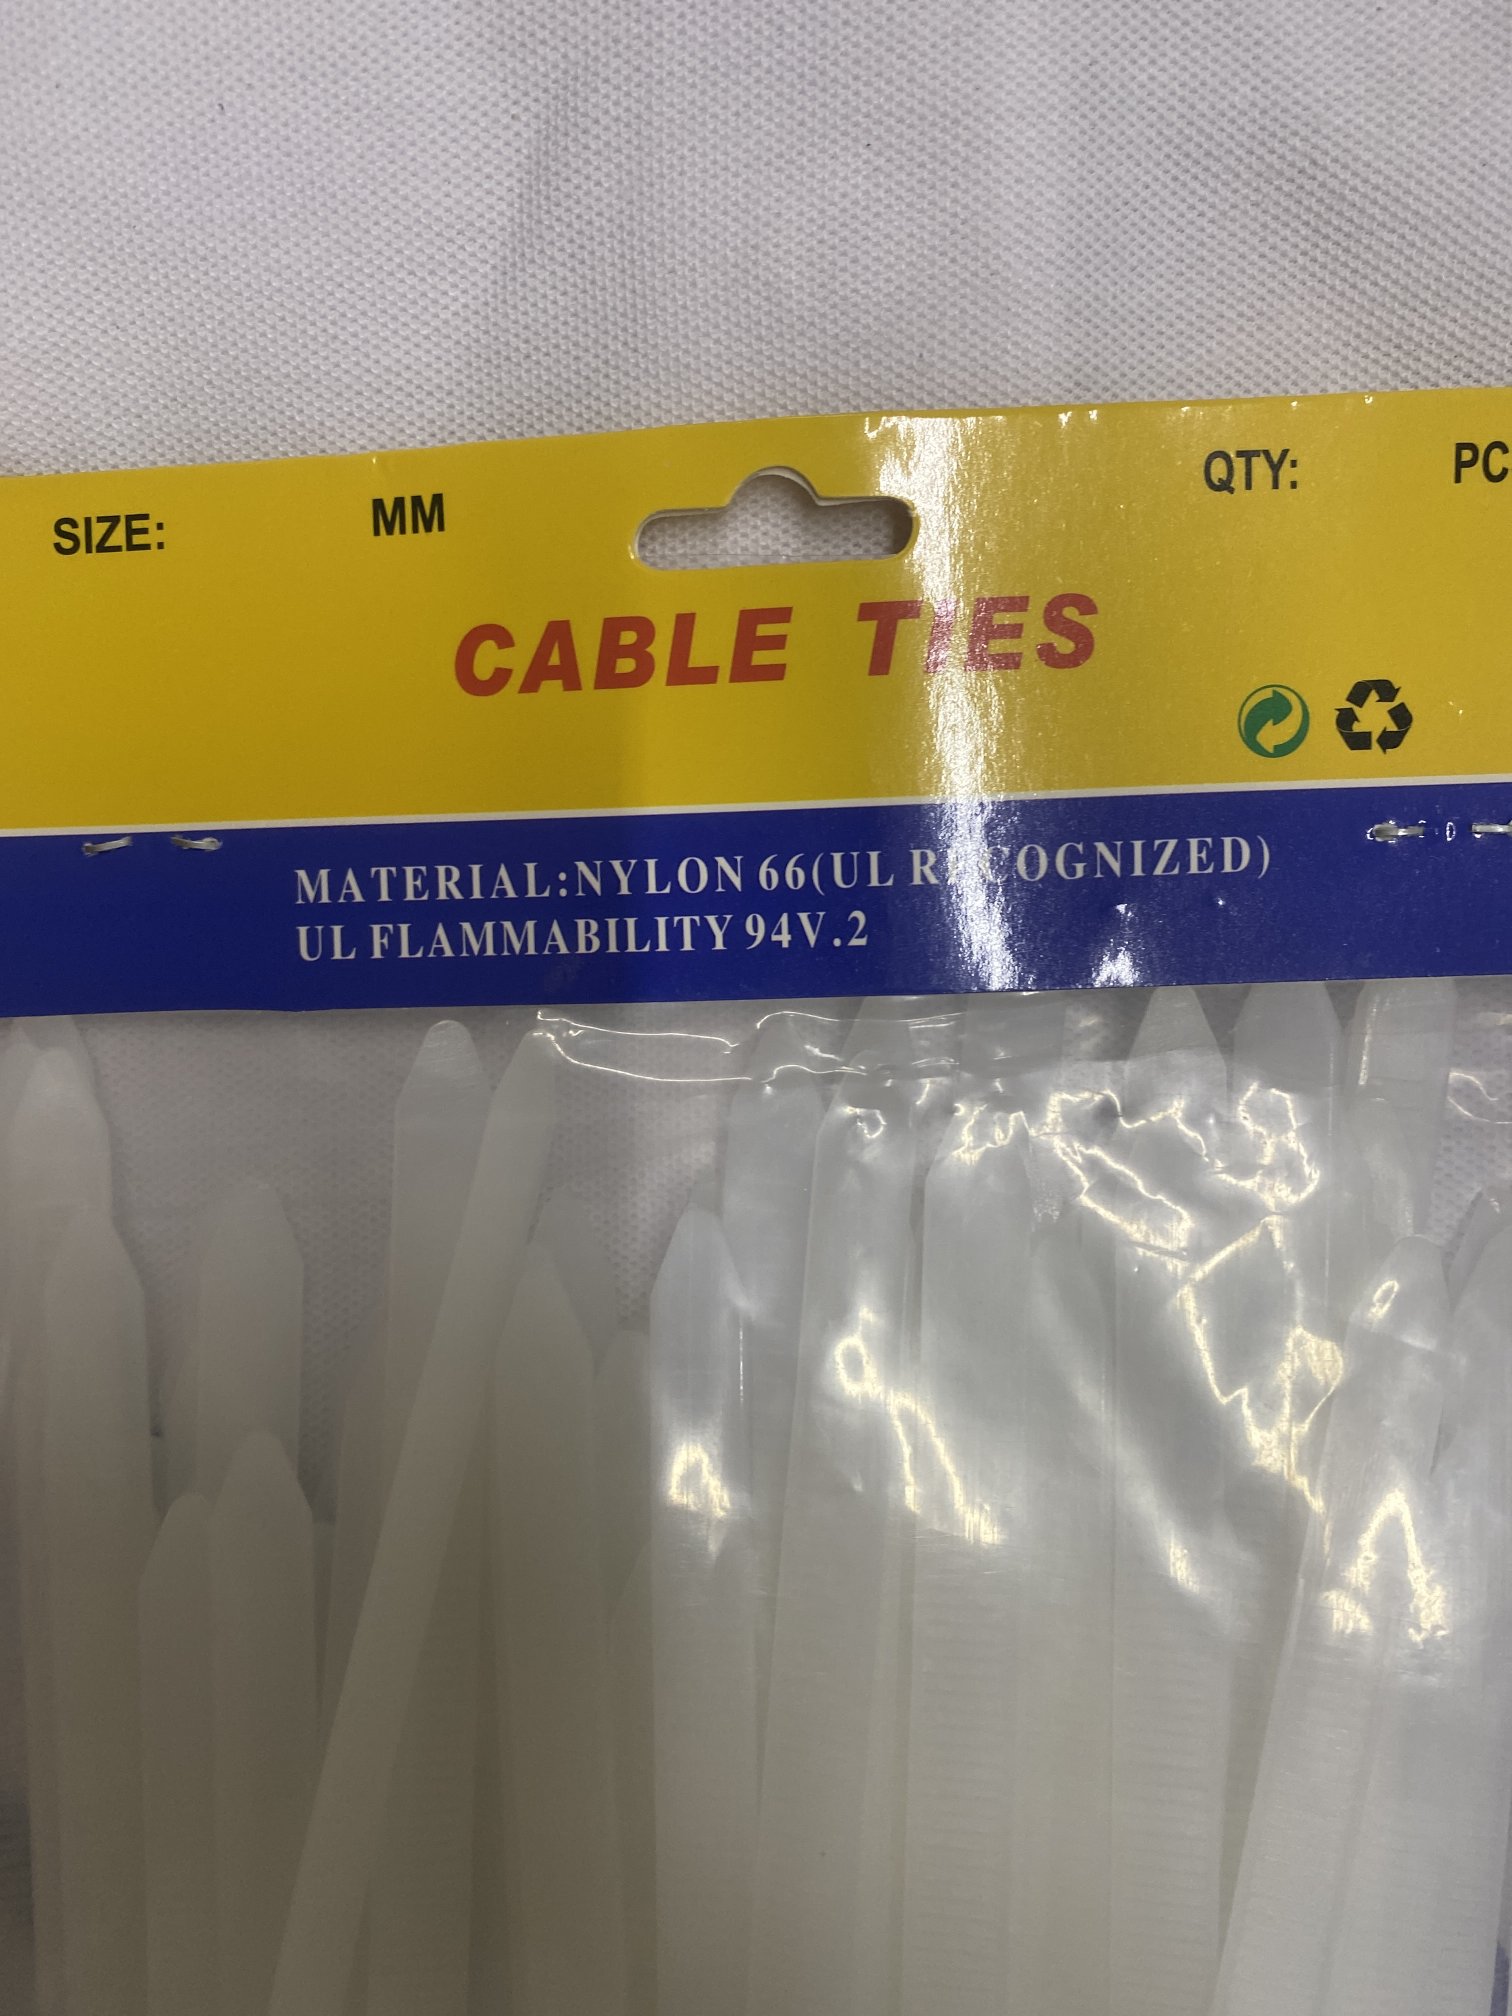 SIZE: MM QTY: PC
CABLE TIES
MATERIAL:NYLON 66(UL RECOGNIZED)
UL FLAMMABILITY 94V.2